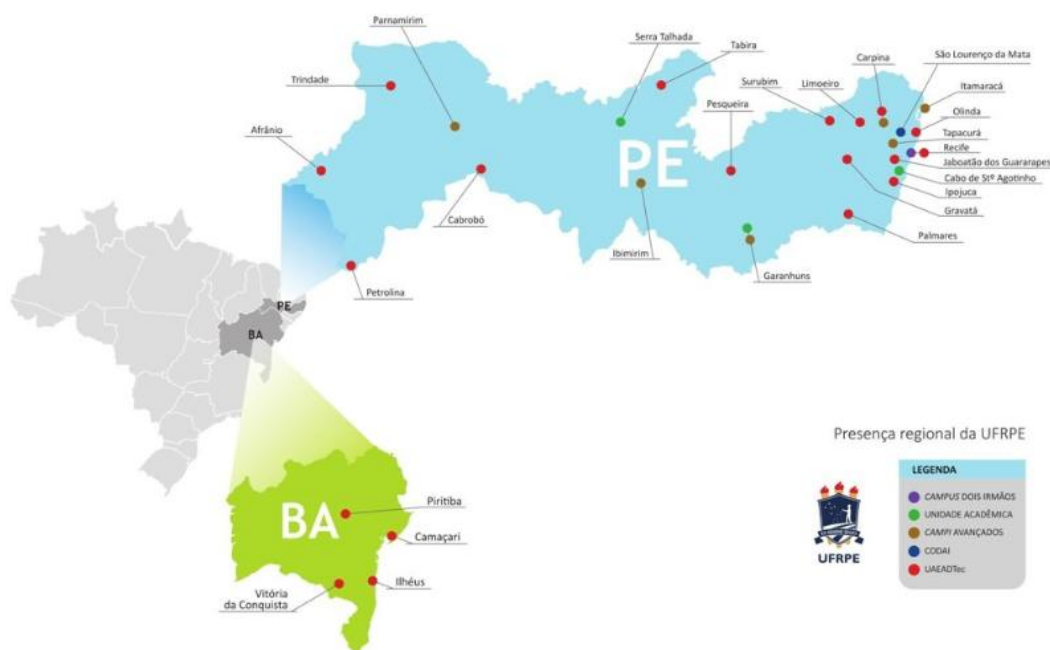 Parnamirim
Serra Talhada
Tabira
São Lourenço da Mata
Carpina
Trindade
Surubim
Limoeiro
Itamaracá
Pesqueira
Olinda
Afrânio
Tapacurá
PE
Recife
Jaboatão dos Guararapes
Cabo de Stº Agotinho
Ipojuca
Cabrobó
Gravatá
Ibimirim
Palmares
Garanhuns
Petrolina
PE
BA
Presença regional da UFRPE
LEGENDA
CAMPUS DOIS IRMÃOS
UNIDADE ACADÊMICA
CAMPI AVANÇADOS
CODAI
UAEADTec
UFRPE
Piritiba
BA
Camaçari
Vitória
da Conquista
Ilhéus